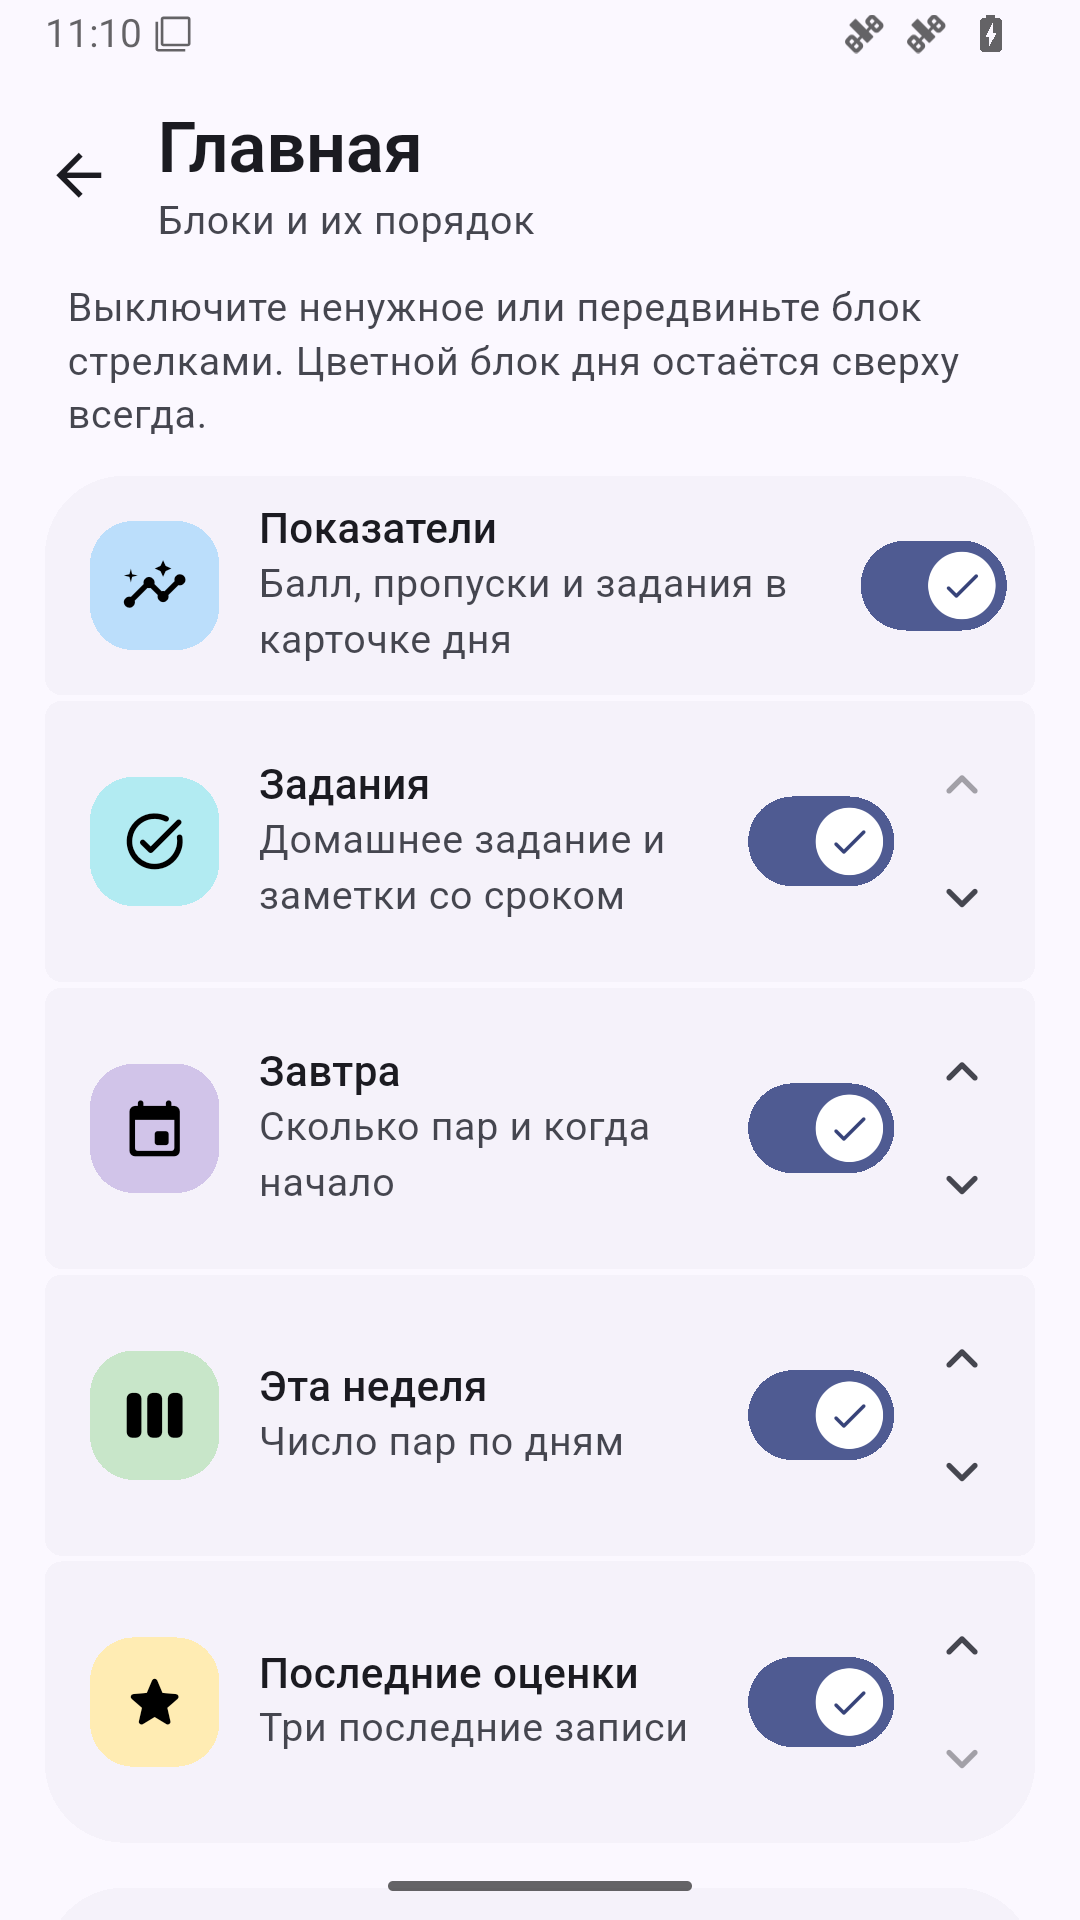 11:10
Главная
Блоки и их порядок
Выключите ненужное или передвиньте блок
стрелками. Цветной блок дня остаётся сверху
всегда.
Показатели
Балл, пропуски и задания в
карточке дня
Задания
Домашнее задание и
заметки со сроком
Завтра
Сколько пар и когда
начало
Эта неделя
Число пар по дням
Последние оценки
Три последние записи